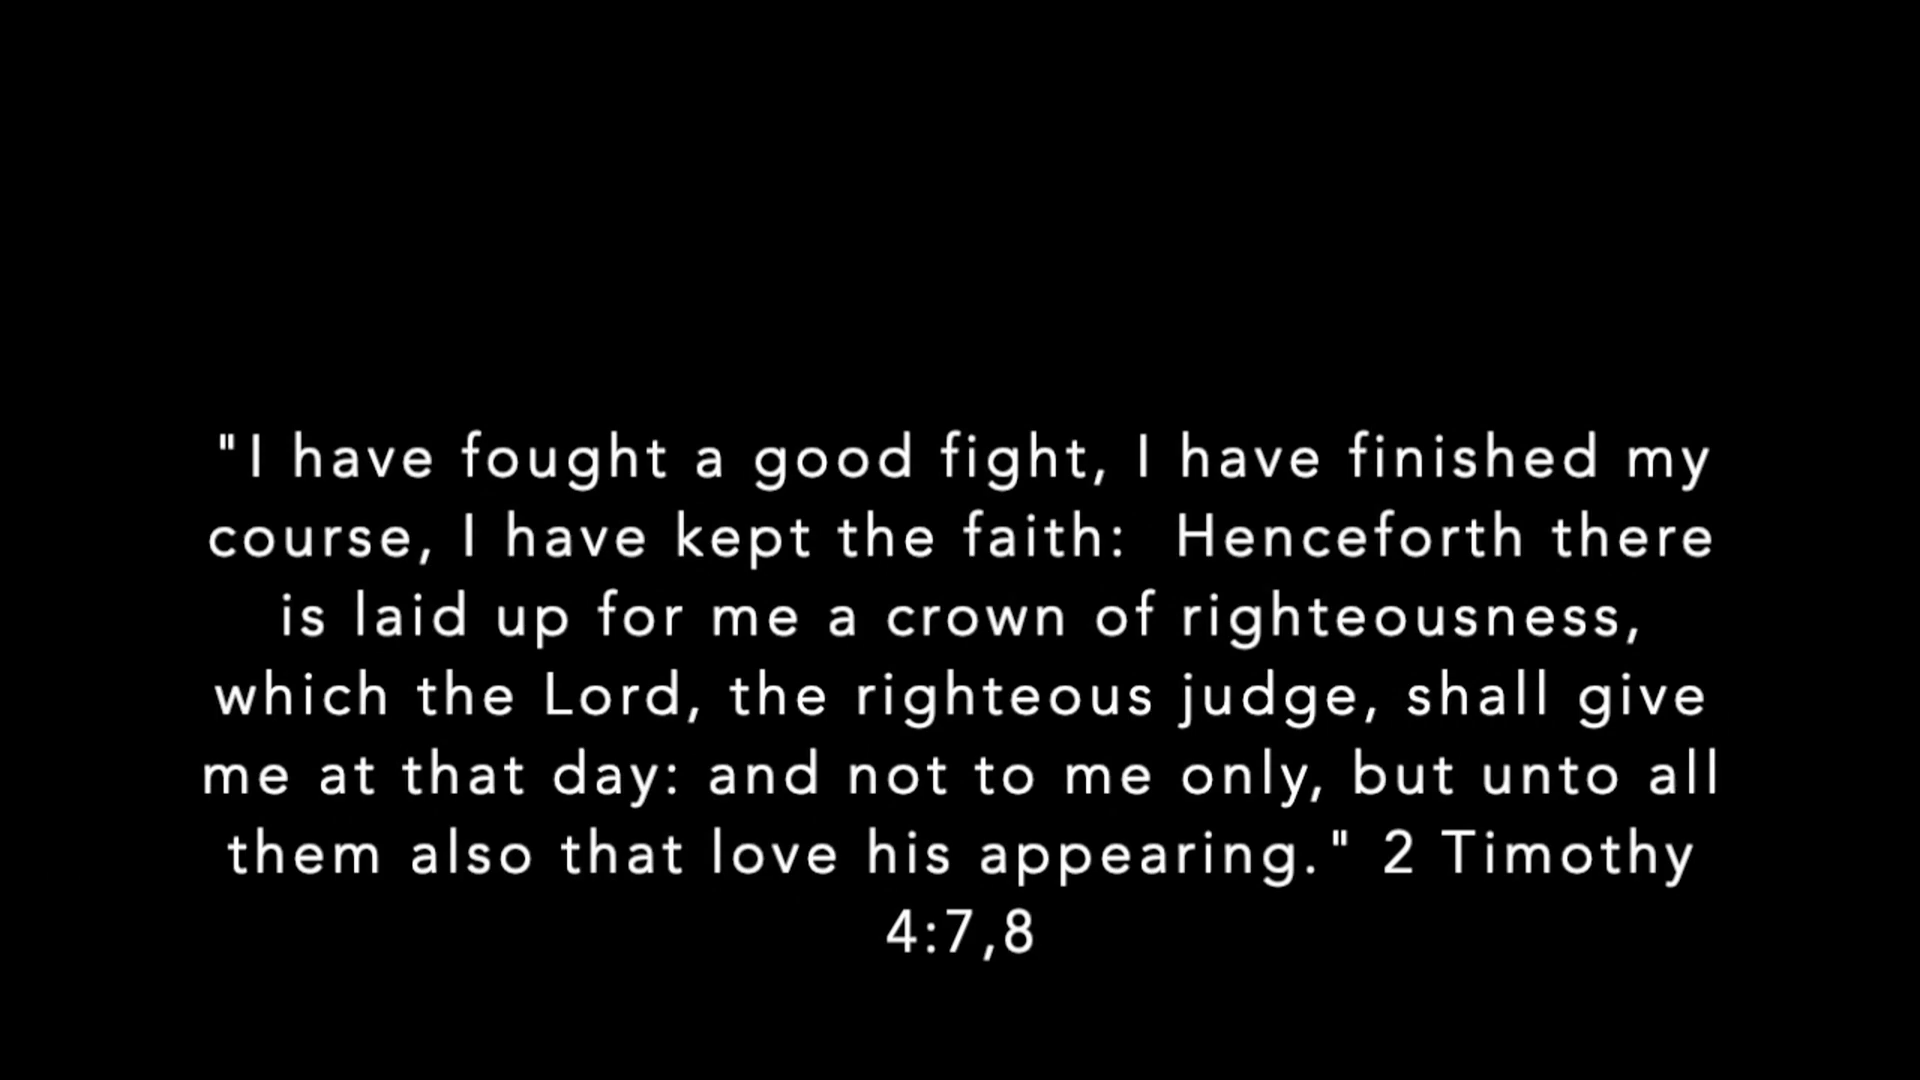 "I have fought a good fight, I have finished my
course, I have kept the faith:  Henceforth there
is laid up for me a crown of righteousness,
which the Lord, the righteous judge, shall give
me at that day: and not to me only, but unto all
them also that love his appearing." 2 Timothy
4:7,8